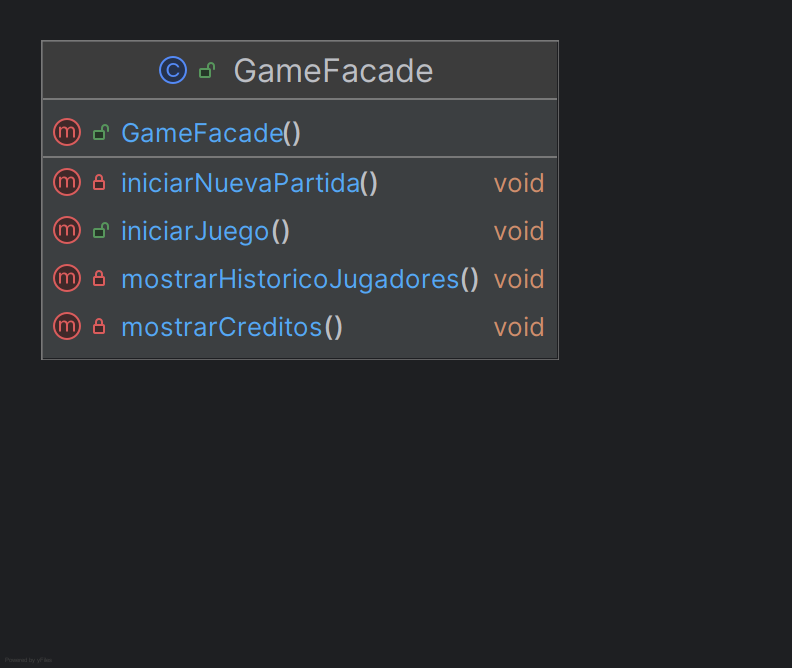 C GameFacade
m GameFacade()
m iniciarNuevaPartida() void
m iniciarJuego() void
m mostrarHistoricoJugadores() void
m mostrarCreditos() void
Powered by yFiles